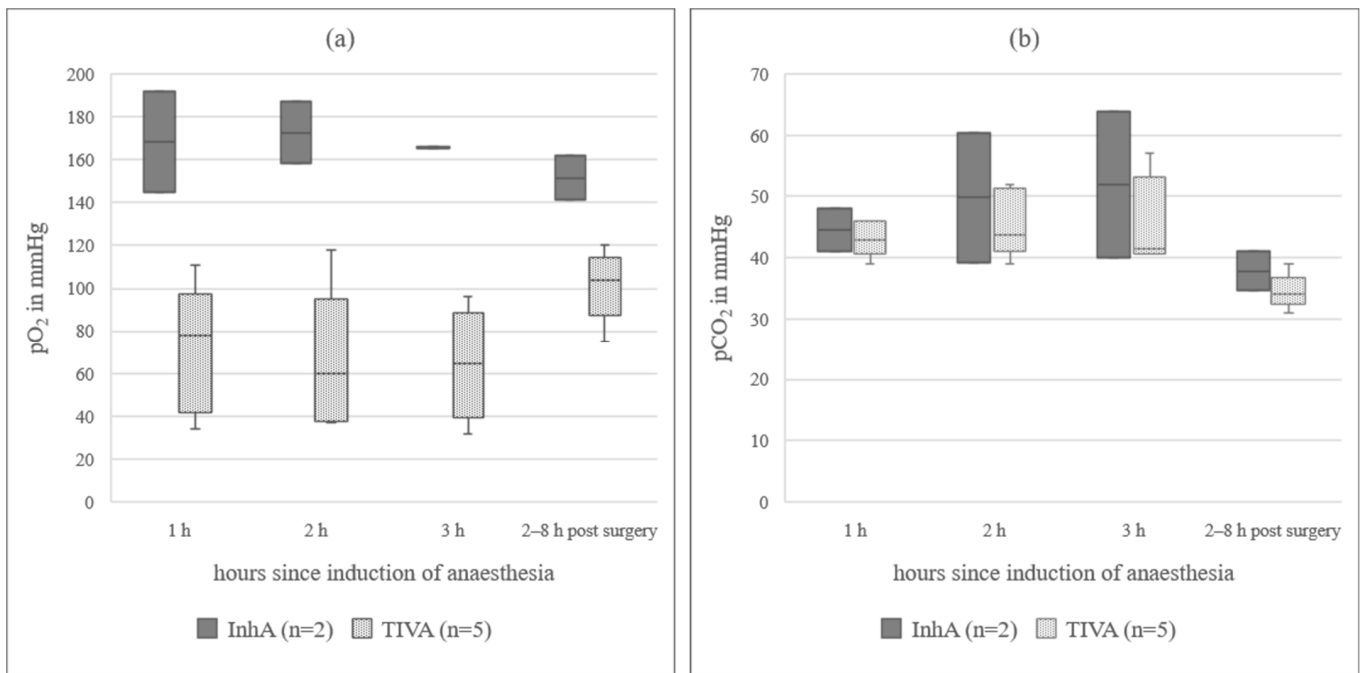 (a)
pO₂ in mmHg
200
180
160
140
120
100
80
60
40
20
0
1 h 2 h 3 h 2–8 h post surgery
hours since induction of anaesthesia
InhA (n=2) TIVA (n=5)
(b)
pCO₂ in mmHg
70
60
50
40
30
20
10
0
1 h 2 h 3 h 2–8 h post surgery
hours since induction of anaesthesia
InhA (n=2) TIVA (n=5)